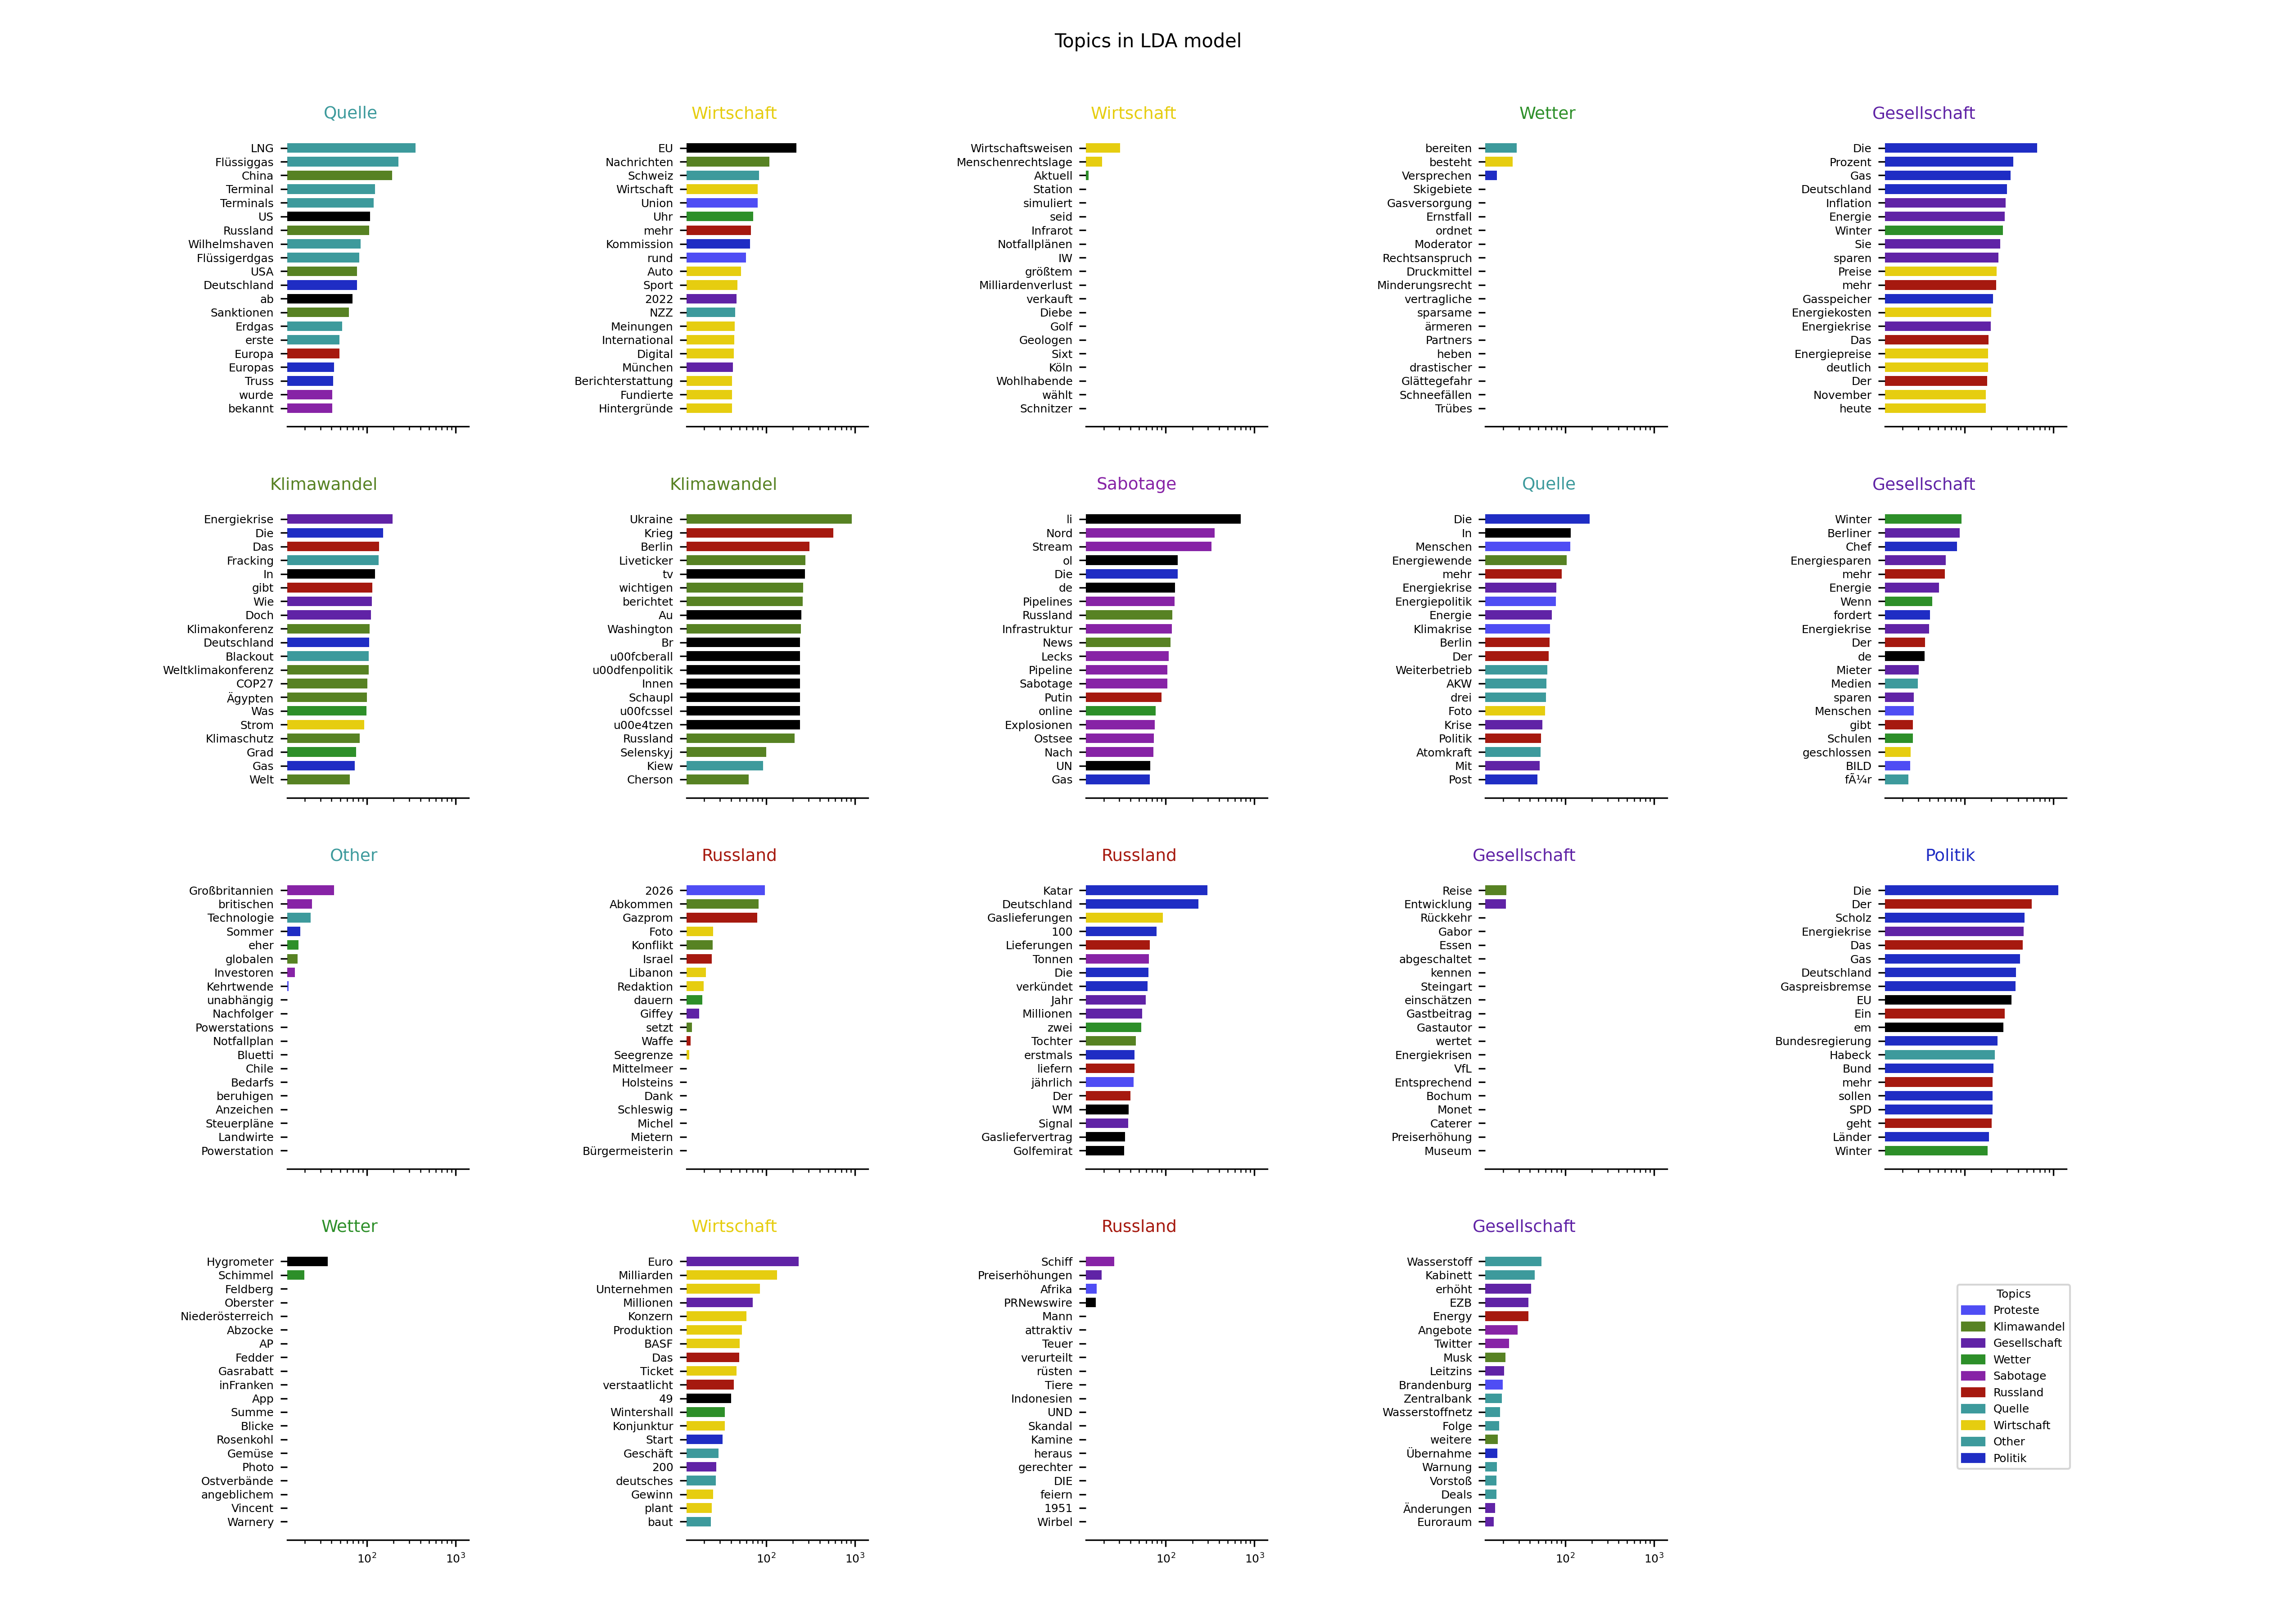 Topics in LDA model
Quelle
LNG
Flüssiggas
China
Terminal
Terminals
US
Russland
Wilhelmshaven
Flüssigerdgas
USA
Deutschland
ab
Sanktionen
Erdgas
erste
Europa
Europas
Truss
wurde
bekannt
Wirtschaft
EU
Nachrichten
Schweiz
Wirtschaft
Union
Uhr
mehr
Kommission
rund
Auto
Sport
2022
NZZ
Meinungen
International
Digital
München
Berichterstattung
Fundierte
Hintergründe
Wirtschaft
Wirtschaftsweisen
Menschenrechtslage
Aktuell
Station
simuliert
seid
Infrarot
Notfallplänen
IW
größtem
Milliardenverlust
verkauft
Diebe
Golf
Geologen
Sixt
Köln
Wohlhabende
wählt
Schnitzer
Wetter
bereiten
besteht
Versprechen
Skigebiete
Gasversorgung
Ernstfall
ordnet
Moderator
Rechtsanspruch
Druckmittel
Minderungsrecht
vertragliche
sparsame
ärmeren
Partners
heben
drastischer
Glättegefahr
Schneefällen
Trübes
Gesellschaft
Die
Prozent
Gas
Deutschland
Inflation
Energie
Winter
Sie
sparen
Preise
mehr
Gasspeicher
Energiekosten
Energiekrise
Das
Energiepreise
deutlich
Der
November
heute
Klimawandel
Energiekrise
Die
Das
Fracking
In
gibt
Wie
Doch
Klimakonferenz
Deutschland
Blackout
Weltklimakonferenz
COP27
Ägypten
Was
Strom
Klimaschutz
Grad
Gas
Welt
Klimawandel
Ukraine
Krieg
Berlin
Liveticker
tv
wichtigen
berichtet
Au
Washington
Br
u00fcberall
u00dfenpolitik
Innen
Schaupl
u00fcssel
u00e4tzen
Russland
Selenskyj
Kiew
Cherson
Sabotage
li
Nord
Stream
ol
Die
de
Pipelines
Russland
Infrastruktur
News
Lecks
Pipeline
Sabotage
Putin
online
Explosionen
Ostsee
Nach
UN
Gas
Quelle
Die
In
Menschen
Energiewende
mehr
Energiekrise
Energiepolitik
Energie
Klimakrise
Berlin
Der
Weiterbetrieb
AKW
drei
Foto
Krise
Politik
Atomkraft
Mit
Post
Gesellschaft
Winter
Berliner
Chef
Energiesparen
mehr
Energie
Wenn
fordert
Energiekrise
Der
de
Mieter
Medien
sparen
Menschen
gibt
Schulen
geschlossen
BILD
fÃ¼r
Other
Großbritannien
britischen
Technologie
Sommer
eher
globalen
Investoren
Kehrtwende
unabhängig
Nachfolger
Powerstations
Notfallplan
Bluetti
Chile
Bedarfs
beruhigen
Anzeichen
Steuerpläne
Landwirte
Powerstation
Russland
2026
Abkommen
Gazprom
Foto
Konflikt
Israel
Libanon
Redaktion
dauern
Giffey
setzt
Waffe
Seegrenze
Mittelmeer
Holsteins
Dank
Schleswig
Michel
Mietern
Bürgermeisterin
Russland
Katar
Deutschland
Gaslieferungen
100
Lieferungen
Tonnen
Die
verkündet
Jahr
Millionen
zwei
Tochter
erstmals
liefern
jährlich
Der
WM
Signal
Gasliefervertrag
Golfemirat
Gesellschaft
Reise
Entwicklung
Rückkehr
Gabor
Essen
abgeschaltet
kennen
Steingart
einschätzen
Gastbeitrag
Gastautor
wertet
Energiekrisen
VfL
Entsprechend
Bochum
Monet
Caterer
Preiserhöhung
Museum
Politik
Die
Der
Scholz
Energiekrise
Das
Gas
Deutschland
Gaspreisbremse
EU
Ein
em
Bundesregierung
Habeck
Bund
mehr
sollen
SPD
geht
Länder
Winter
Wetter
Hygrometer
Schimmel
Feldberg
Oberster
Niederösterreich
Abzocke
AP
Fedder
Gasrabatt
inFranken
App
Summe
Blicke
Rosenkohl
Gemüse
Photo
Ostverbände
angeblichem
Vincent
Warnery
10²
10³
Wirtschaft
Euro
Milliarden
Unternehmen
Millionen
Konzern
Produktion
BASF
Das
Ticket
verstaatlicht
49
Wintershall
Konjunktur
Start
Geschäft
200
deutsches
Gewinn
plant
baut
10²
10³
Russland
Schiff
Preiserhöhungen
Afrika
PRNewswire
Mann
attraktiv
Teuer
verurteilt
rüsten
Tiere
Indonesien
UND
Skandal
Kamine
heraus
gerechter
DIE
feiern
1951
Wirbel
10²
10³
Gesellschaft
Wasserstoff
Kabinett
erhöht
EZB
Energy
Angebote
Twitter
Musk
Leitzins
Brandenburg
Zentralbank
Wasserstoffnetz
Folge
weitere
Übernahme
Warnung
Vorstoß
Deals
Änderungen
Euroraum
10²
10³
Topics
Proteste
Klimawandel
Gesellschaft
Wetter
Sabotage
Russland
Quelle
Wirtschaft
Other
Politik